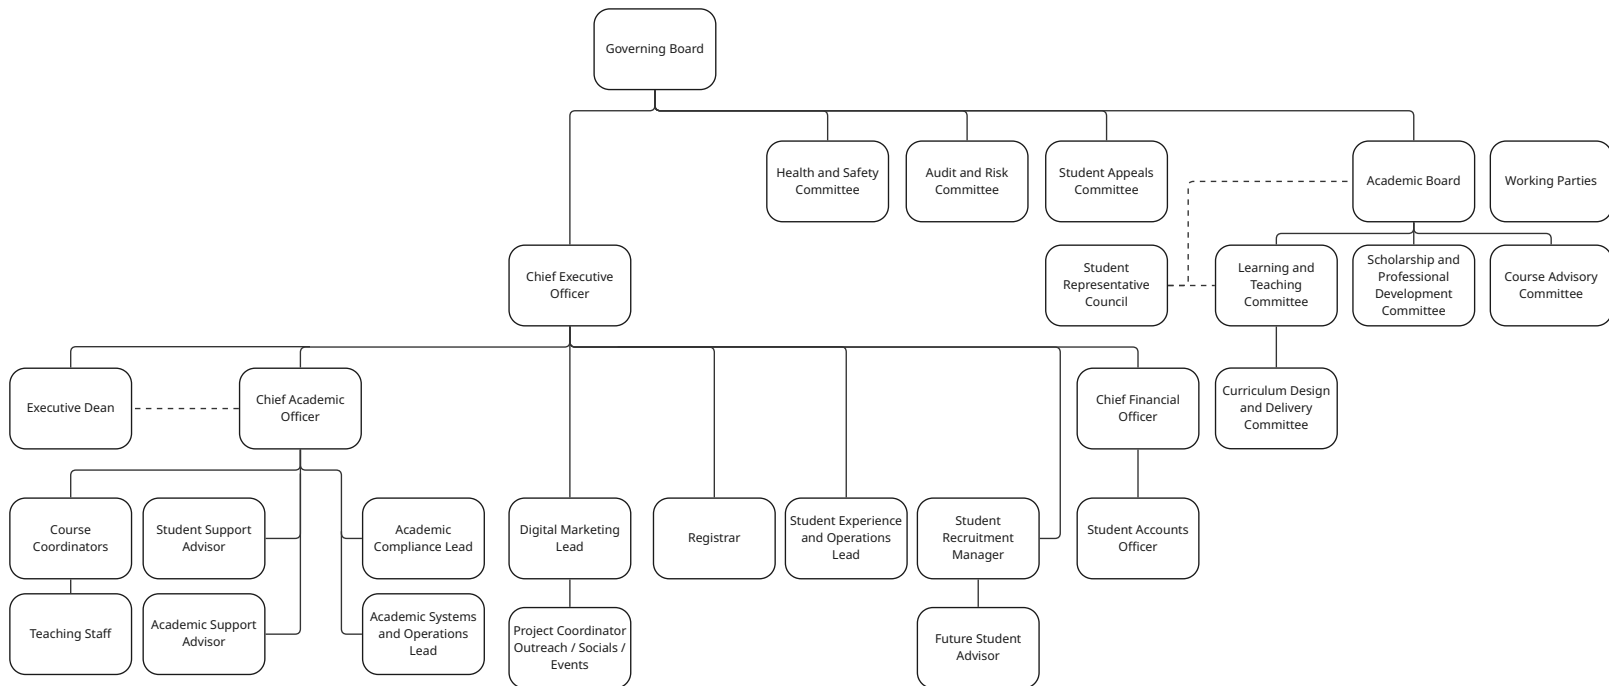 Governing Board
Health and Safety
Committee
Audit and Risk
Committee
Student Appeals
Committee
Academic Board
Working Parties
Chief Executive
Officer
Student
Representative
Council
Learning and
Teaching
Committee
Scholarship and
Professional
Development
Committee
Course Advisory
Committee
Executive Dean
Chief Academic
Officer
Chief Financial
Officer
Curriculum Design
and Delivery
Committee
Course
Coordinators
Student Support
Advisor
Academic
Compliance Lead
Digital Marketing
Lead
Registrar
Student Experience
and Operations
Lead
Student
Recruitment
Manager
Student Accounts
Officer
Teaching Staff
Academic Support
Advisor
Academic Systems
and Operations
Lead
Project Coordinator
Outreach / Socials /
Events
Future Student
Advisor